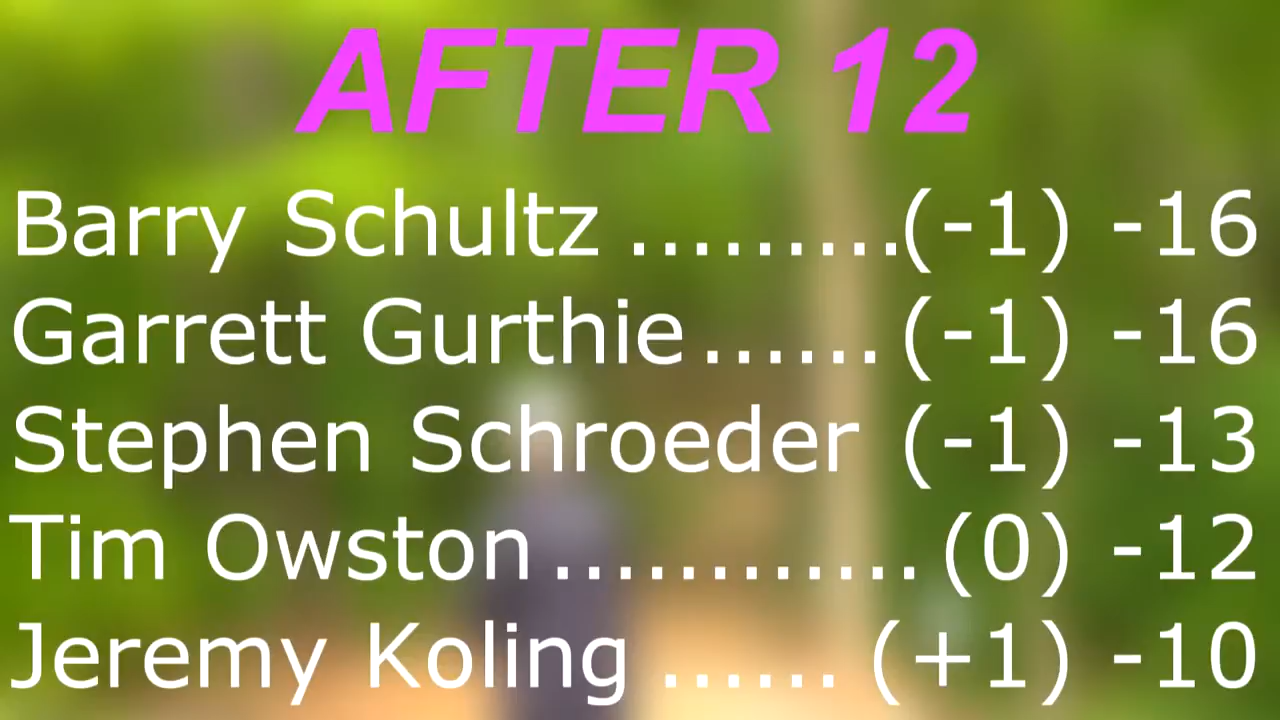 AFTER 12
Barry Schultz .........(-1) -16
Garrett Gurthie ...... (-1) -16
Stephen Schroeder (-1) -13
Tim Owston ............ (0) -12
Jeremy Koling ...... (+1) -10